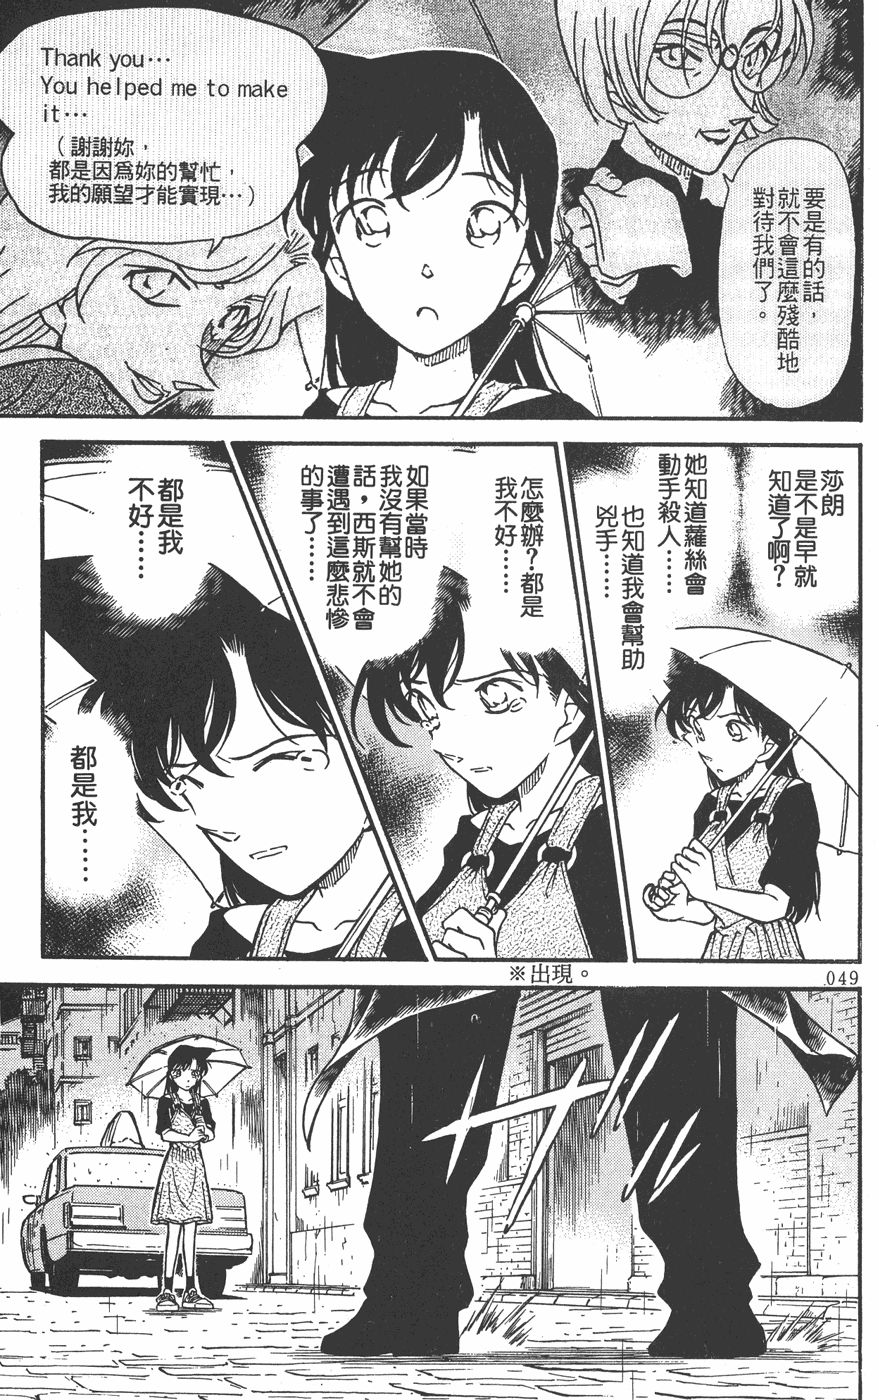 要是有的話，
就不會這麼殘酷地
對待我們了。
Thank you…
You helped me to make
it…
（謝謝妳，
都是因為妳的幫忙，
我的願望才能實現…）
莎朗
是不是早就
知道了啊？
她知道蘿絲會
動手殺人……
也知道我會幫助
兇手……
怎麼辦？都是
我不好……
如果當時
我沒有幫她的
話，西斯就不會
遭遇到這麼悲慘
的事了……
都是我
不好……
都是我……
※出現。
049